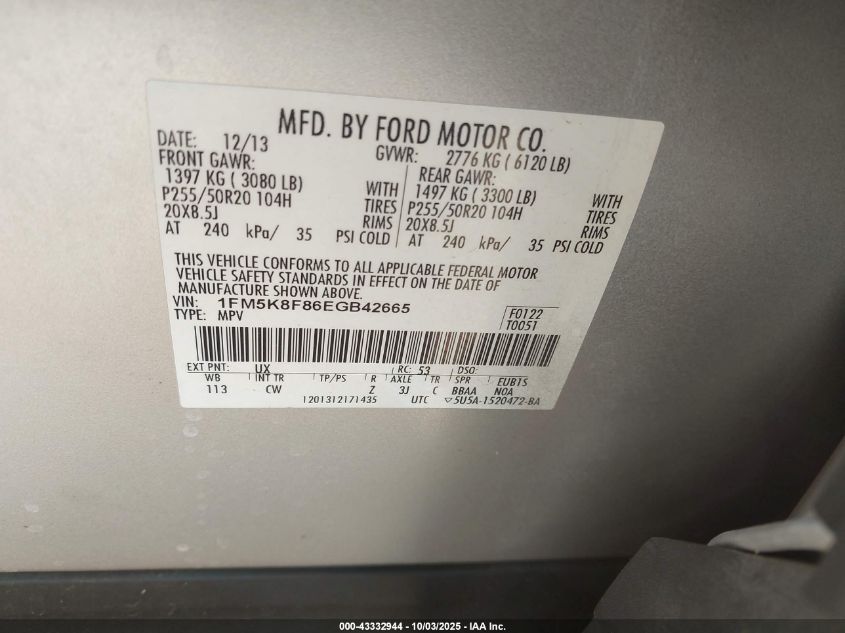 MFD. BY FORD MOTOR CO.
DATE: 12/13 GVWR: 2776 KG ( 6120 LB)
FRONT GAWR: REAR GAWR:
1397 KG ( 3080 LB) WITH 1497 KG ( 3300 LB) WITH
P255/50R20 104H TIRES P255/50R20 104H TIRES
20X8.5J RIMS 20X8.5J RIMS
AT 240 kPa/ 35 PSI COLD AT 240 kPa/ 35 PSI COLD
THIS VEHICLE CONFORMS TO ALL APPLICABLE FEDERAL MOTOR
VEHICLE SAFETY STANDARDS IN EFFECT ON THE DATE OF
MANUFACTURE SHOWN ABOVE.
VIN: 1FM5K8F86EGB42665 F0122
TYPE: MPV T0051
EXT PNT: UX RC: 53 DSO:
WB INT TR TP/PS R AXLE TR SPR EUB1S
113 CW Z 3J C BBAA N0A
1201312171435 UTC ▽5U5A-1520472-BA
000-43332944 - 10/03/2025 - IAA Inc.